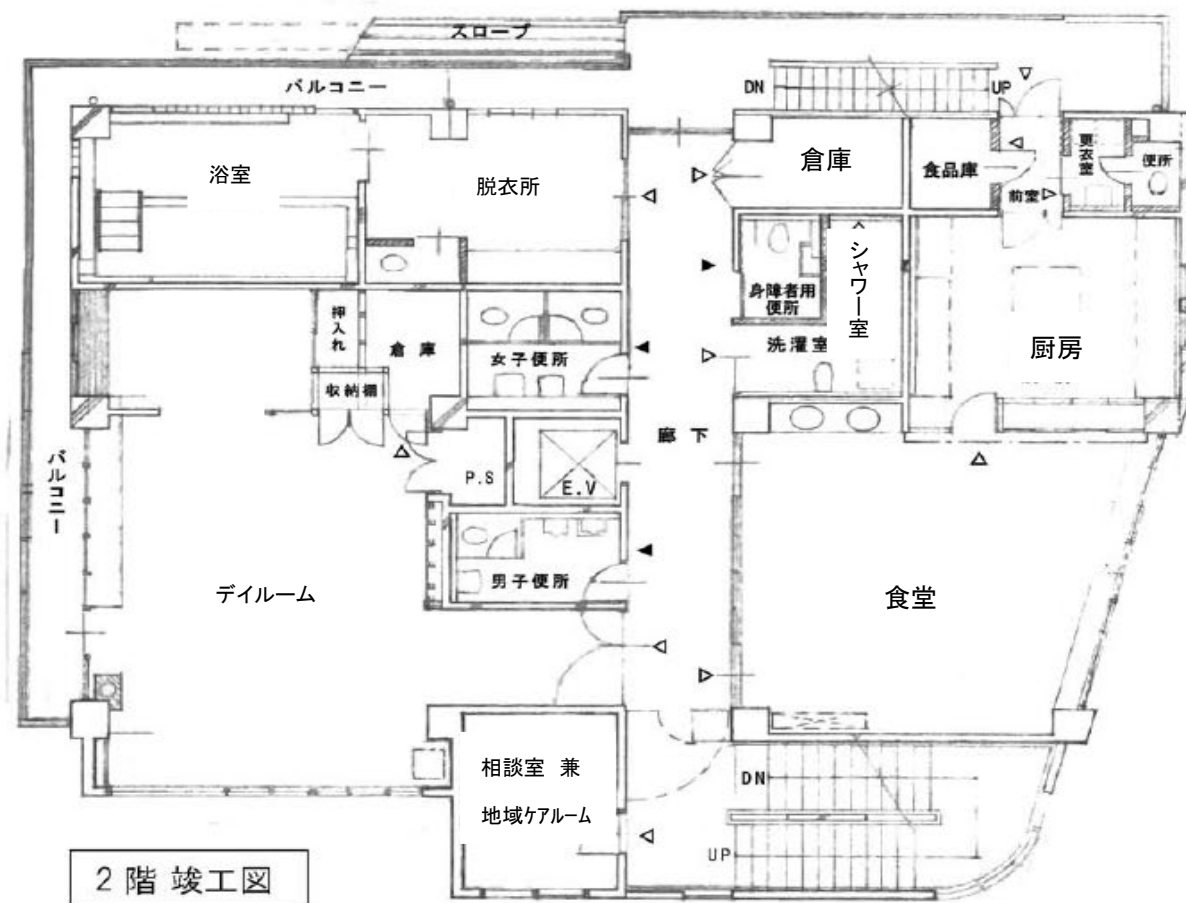 スロープ
バルコニー
DN
UP
浴室
脱衣所
倉庫
食品庫
前室
更衣室
便所
身障者用
便所
シャワー室
洗濯室
厨房
押入れ
倉庫
収納棚
女子便所
廊下
バルコニー
P.S
E.V
男子便所
デイルーム
食堂
相談室 兼
地域ケアルーム
DN
UP
2階 竣工図